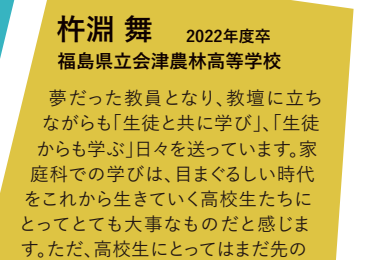 杵淵 舞 2022年度卒
福島県立会津農林高等学校
夢だった教員となり、教壇に立ち
ながらも「生徒と共に学び」、「生徒
からも学ぶ」日々を送っています。家
庭科での学びは、目まぐるしい時代
をこれから生きていく高校生たちに
とってとても大事なものだと感じま
す。ただ、高校生にとってはまだ先の